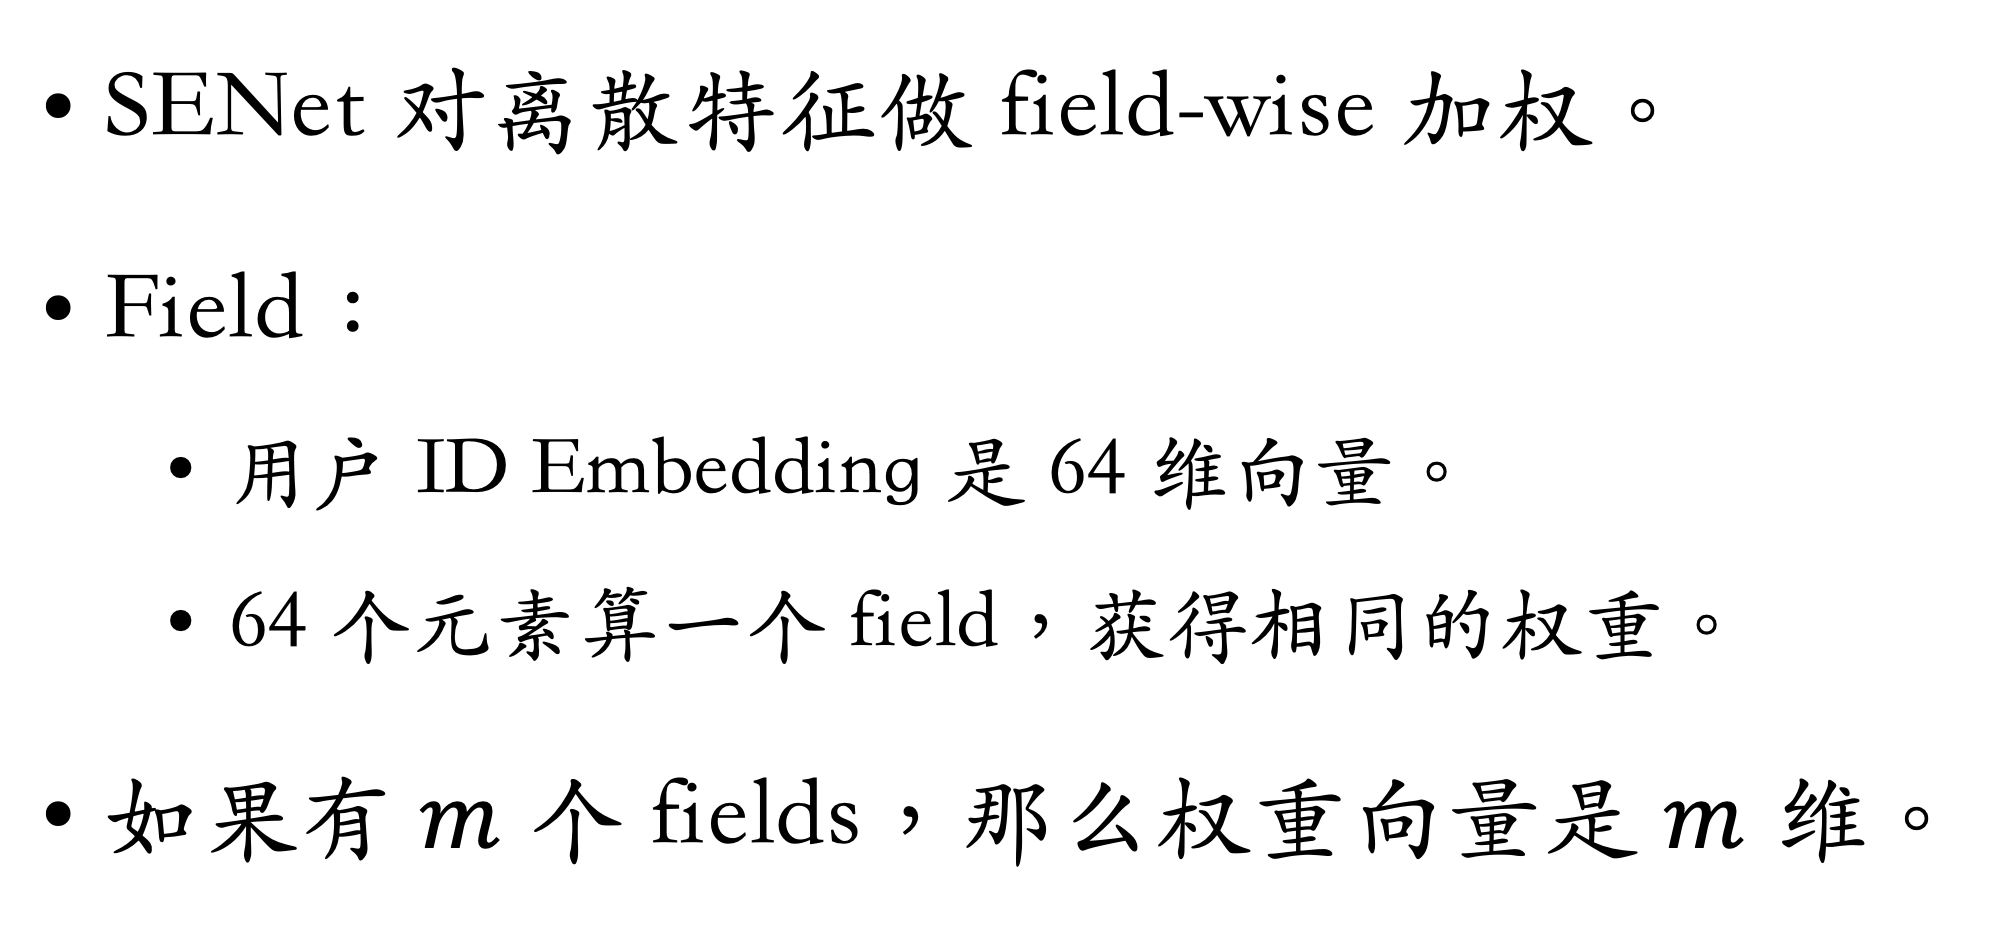 • SENet 对离散特征做 field-wise 加权。
• Field：
• 用户 ID Embedding 是 64 维向量。
• 64 个元素算一个 field，获得相同的权重。
• 如果有 m 个 fields，那么权重向量是 m 维。